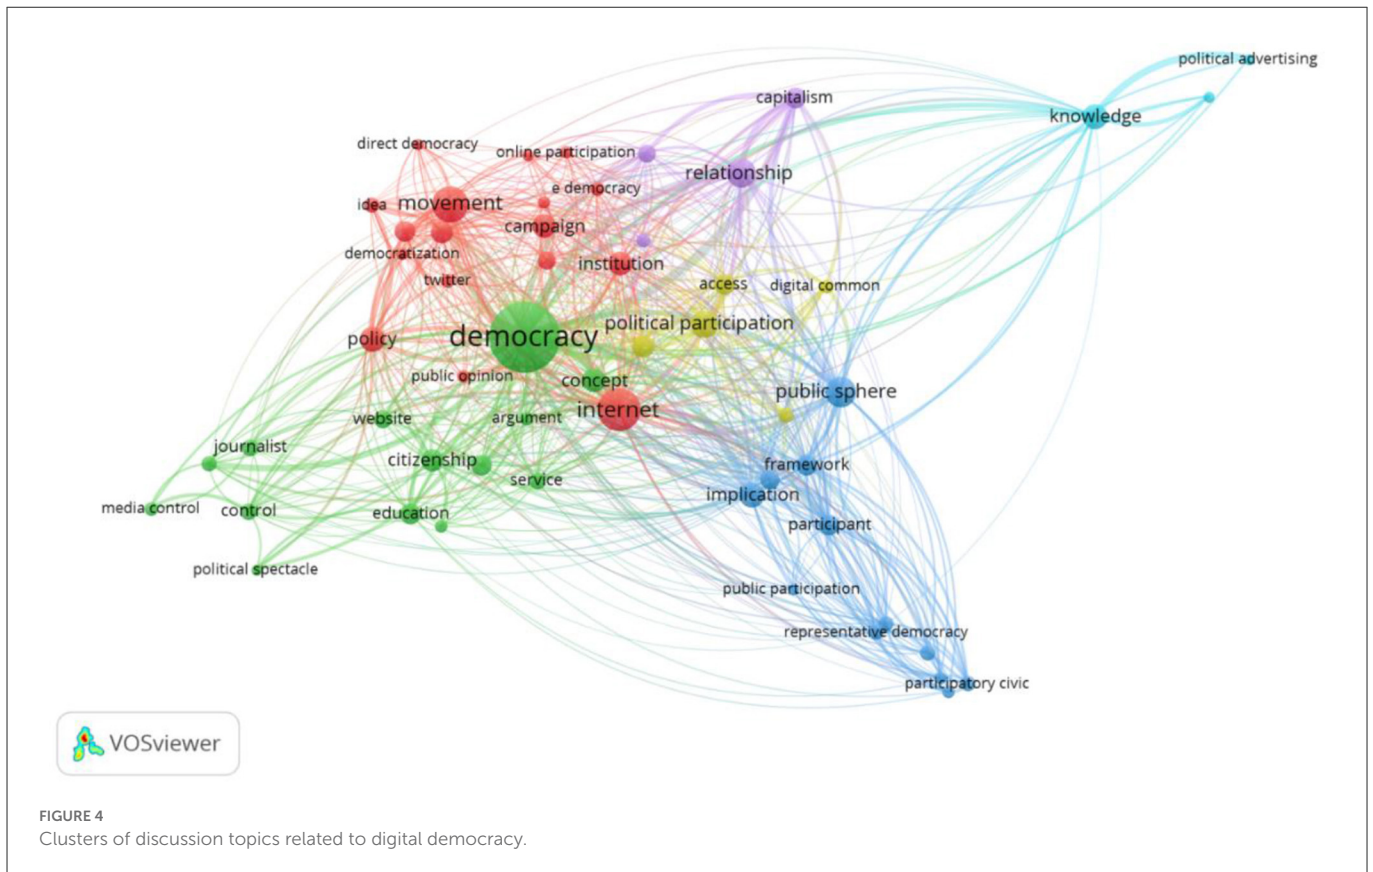 political advertising
capitalism
knowledge
direct democracy
online participation
relationship
e democracy
idea
movement
campaign
democratization
institution
twitter
access
digital common
political participation
democracy
policy
public opinion
concept
public sphere
internet
website
argument
journalist
citizenship
framework
service
implication
media control
control
education
participant
political spectacle
public participation
representative democracy
participatory civic
VOSviewer
FIGURE 4
Clusters of discussion topics related to digital democracy.